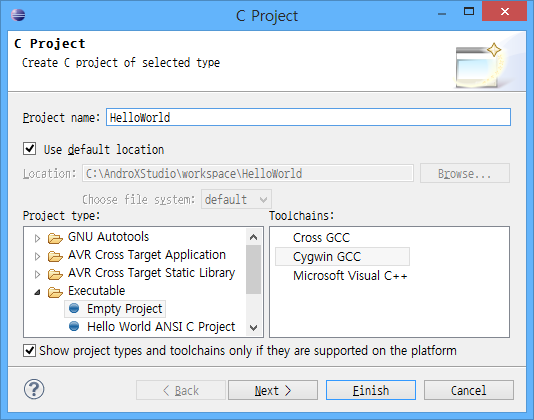 C Project
C Project
Create C project of selected type
Project name: HelloWorld
Use default location
Location: C:\AndroXStudio\workspace\HelloWorld Browse...
Choose file system: default
Project type: Toolchains:
GNU Autotools
AVR Cross Target Application
AVR Cross Target Static Library
Executable
Empty Project
Hello World ANSI C Project
Cross GCC
Cygwin GCC
Microsoft Visual C++
Show project types and toolchains only if they are supported on the platform
? < Back Next > Finish Cancel